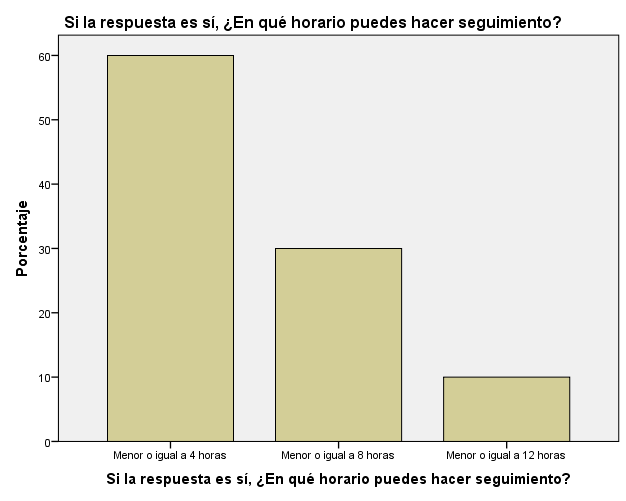 Si la respuesta es sí, ¿En qué horario puedes hacer seguimiento?
60
50
40
30
20
10
0
Porcentaje
Menor o igual a 4 horas
Menor o igual a 8 horas
Menor o igual a 12 horas
Si la respuesta es sí, ¿En qué horario puedes hacer seguimiento?